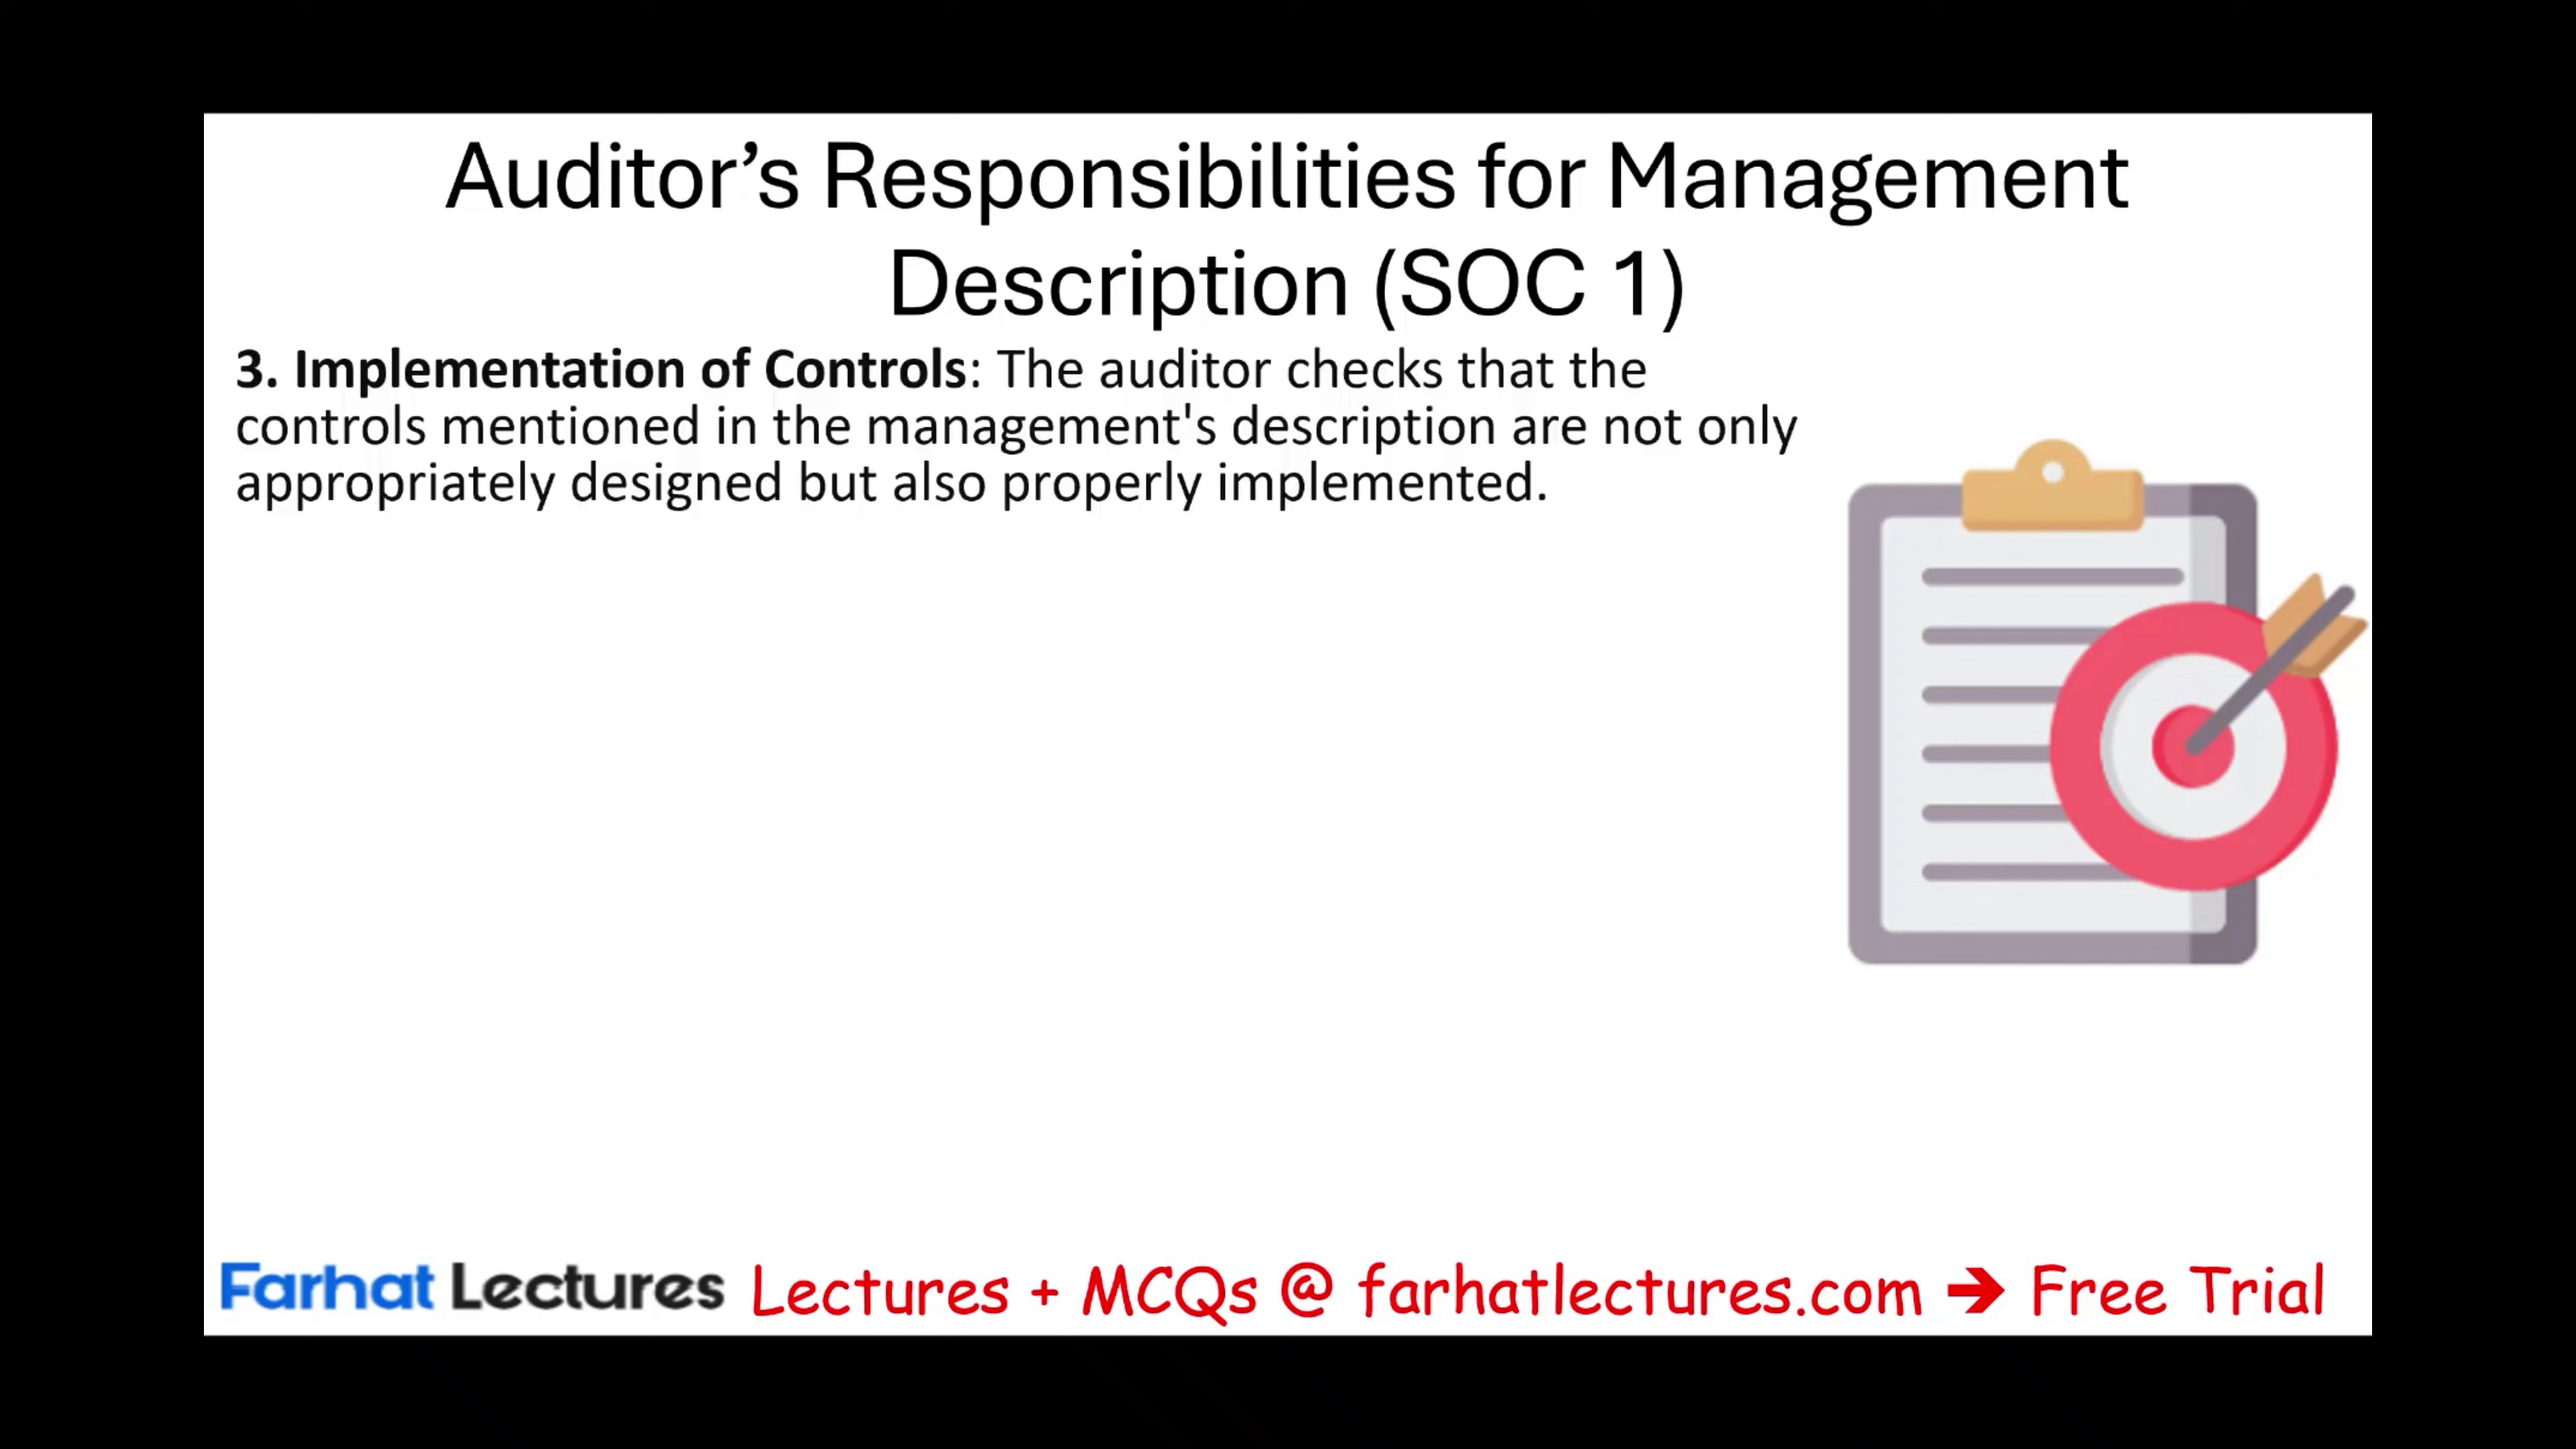 Auditor’s Responsibilities for Management
Description (SOC 1)
3. Implementation of Controls: The auditor checks that the
controls mentioned in the management's description are not only
appropriately designed but also properly implemented.
Farhat Lectures Lectures + MCQs @ farhatlectures.com ➔ Free Trial